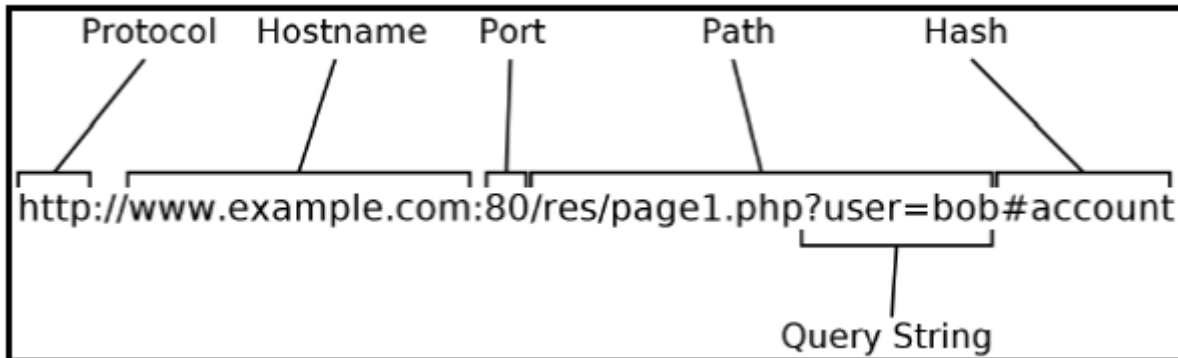 Protocol Hostname Port Path Hash
http://www.example.com:80/res/page1.php?user=bob#account
Query String